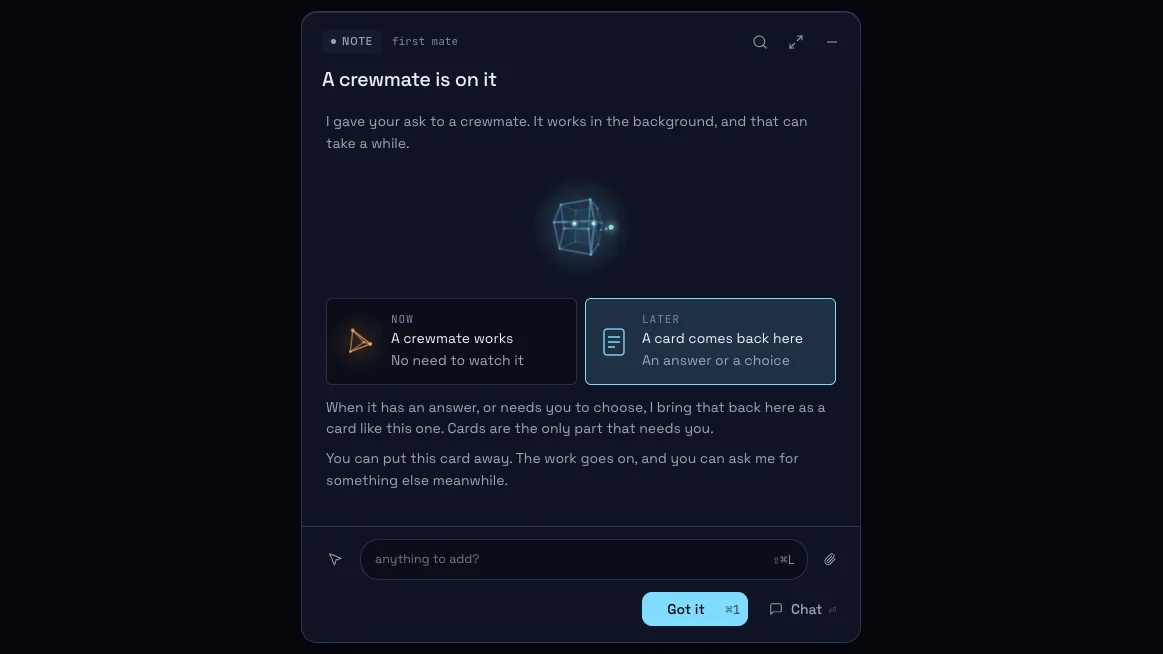 NOTE first mate
A crewmate is on it
I gave your ask to a crewmate. It works in the background, and that can
take a while.
NOW
A crewmate works
No need to watch it
LATER
A card comes back here
An answer or a choice
When it has an answer, or needs you to choose, I bring that back here as a
card like this one. Cards are the only part that needs you.
You can put this card away. The work goes on, and you can ask me for
something else meanwhile.
anything to add? ⇧⌘L
Got it ⌘1 Chat ⏎